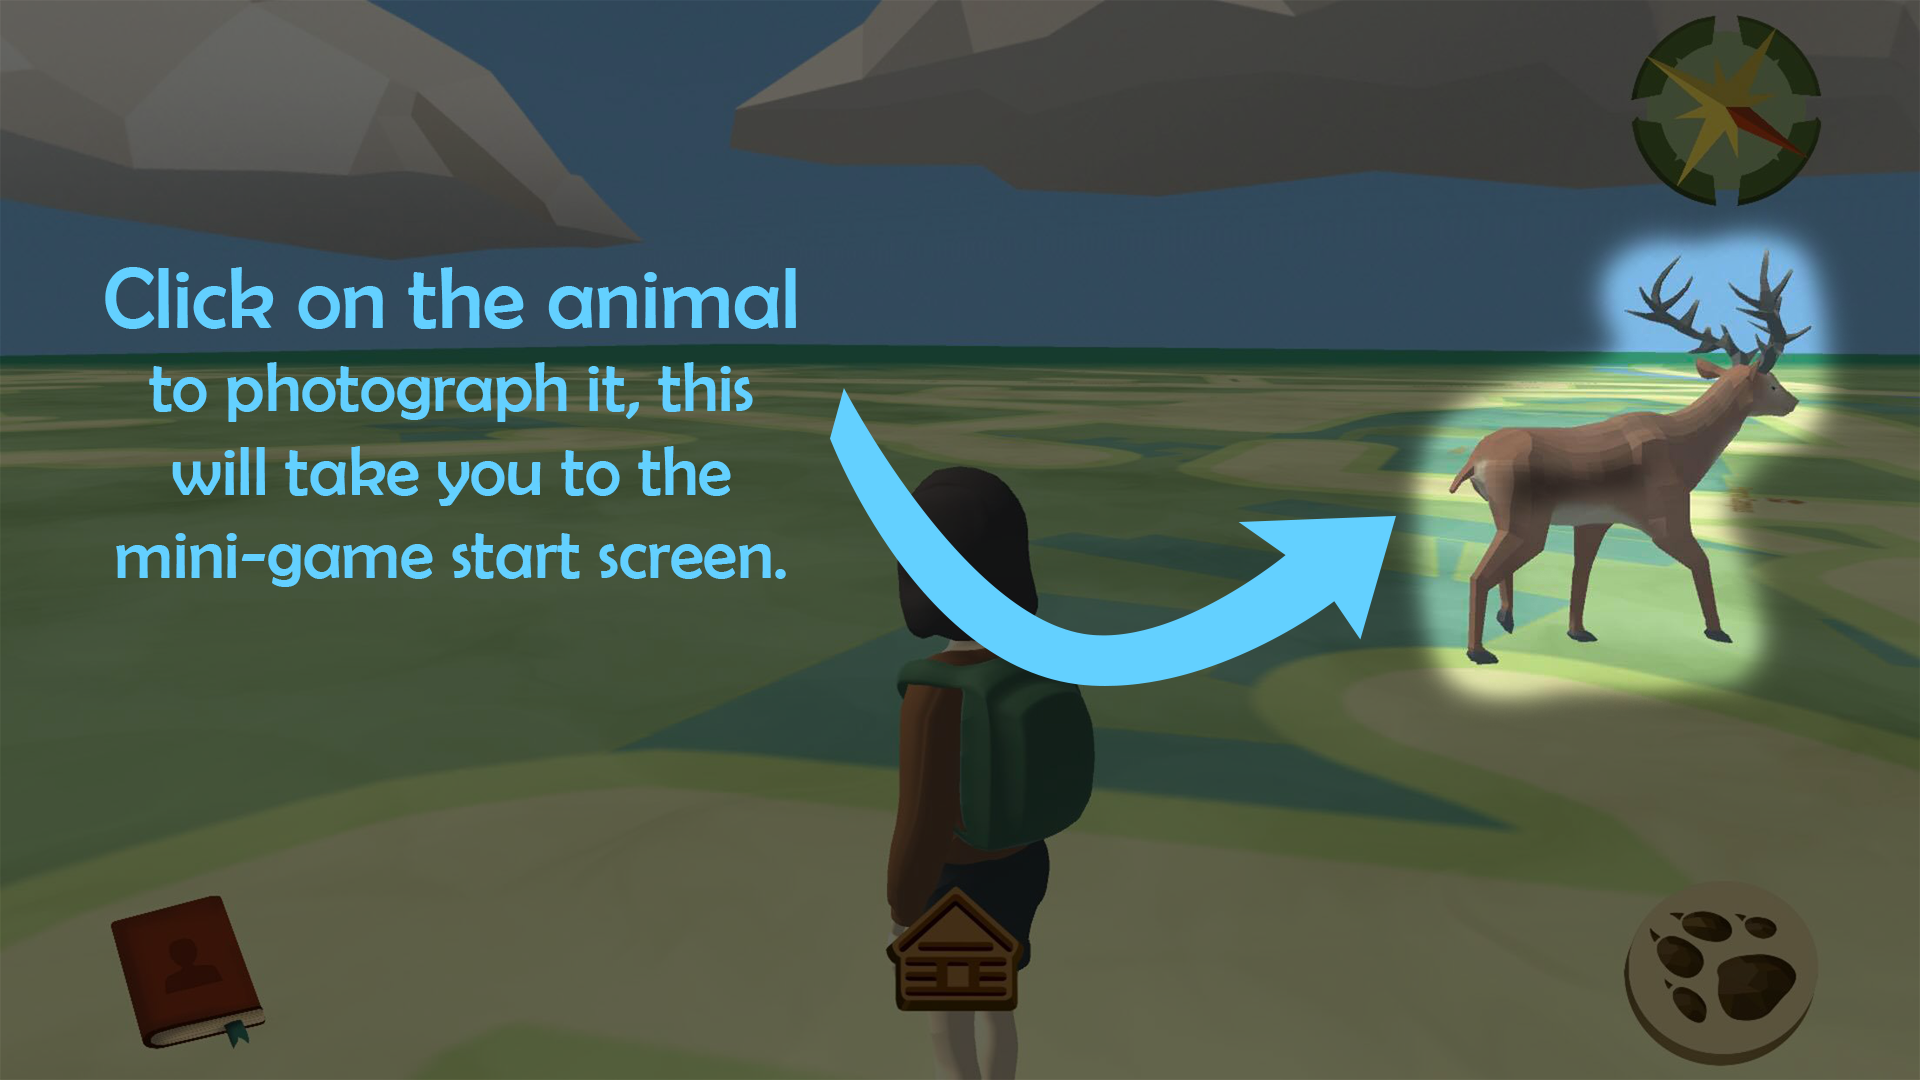 Click on the animal
to photograph it, this
will take you to the
mini-game start screen.